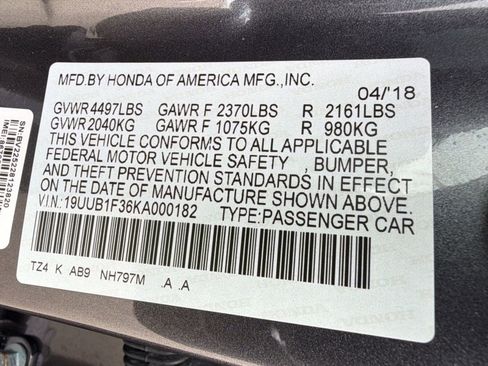 MFD.BY HONDA OF AMERICA MFG.,INC.
04/'18
GVWR 4497LBS GAWR F 2370LBS R 2161LBS
GVWR 2040KG GAWR F 1075KG R 980KG
THIS VEHICLE CONFORMS TO ALL APPLICABLE
FEDERAL MOTOR VEHICLE SAFETY , BUMPER,
AND THEFT PREVENTION STANDARDS IN EFFECT
ON THE DATE OF MANUFACTURE SHOWN ABOVE.
V.I.N.:19UUB1F36KA000182 TYPE:PASSENGER CAR
TZ4 K AB9 NH797M .A .A